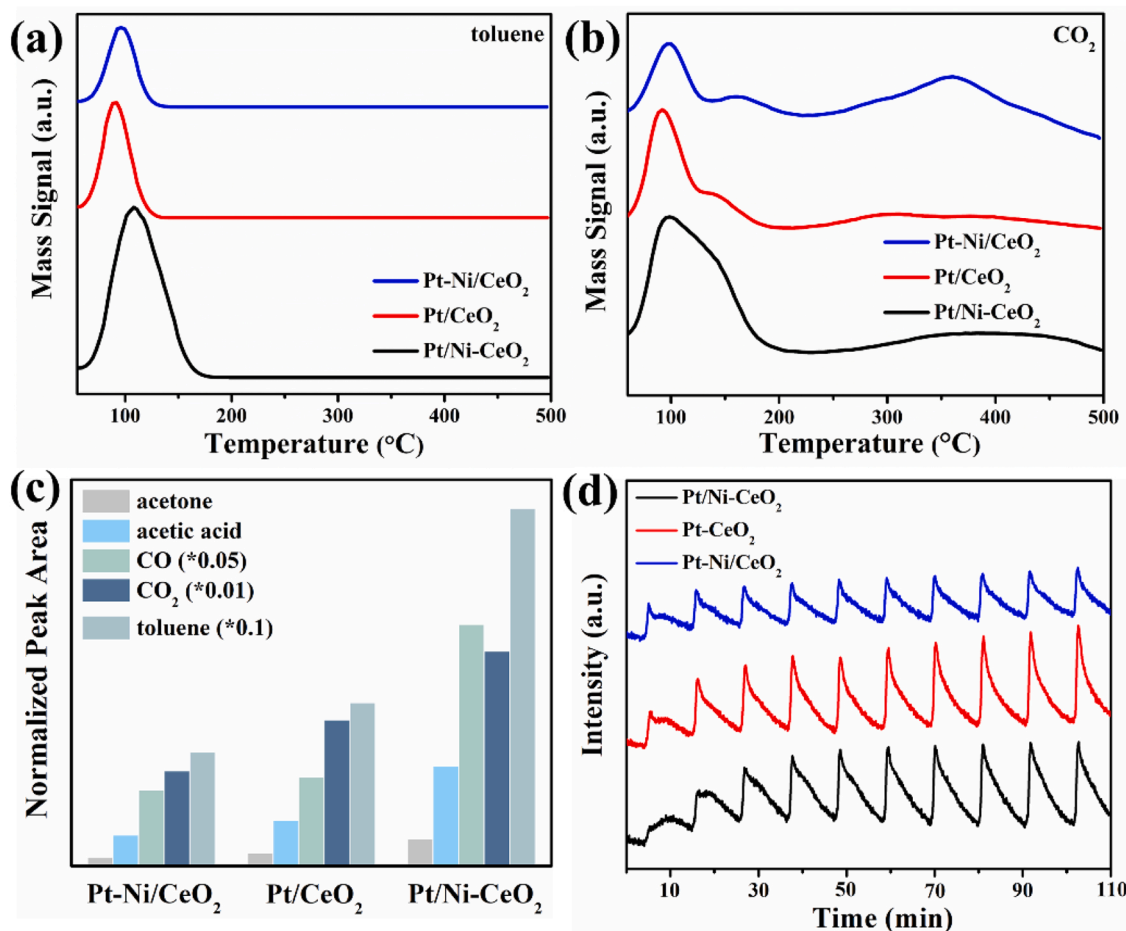 (a)
toluene
Mass Signal (a.u.)
Pt-Ni/CeO₂
Pt/CeO₂
Pt/Ni-CeO₂
100 200 300 400 500
Temperature (°C)
(b)
CO₂
Mass Signal (a.u.)
Pt-Ni/CeO₂
Pt/CeO₂
Pt/Ni-CeO₂
100 200 300 400 500
Temperature (°C)
(c)
Normalized Peak Area
acetone
acetic acid
CO (*0.05)
CO₂ (*0.01)
toluene (*0.1)
Pt-Ni/CeO₂ Pt/CeO₂ Pt/Ni-CeO₂
(d)
Intensity (a.u.)
Pt/Ni-CeO₂
Pt-CeO₂
Pt-Ni/CeO₂
10 30 50 70 90 110
Time (min)